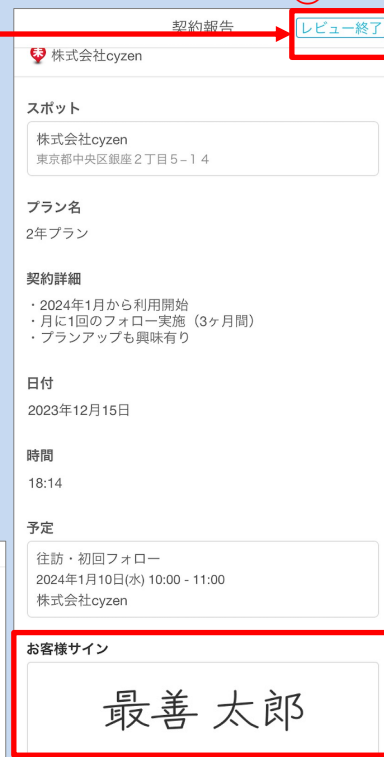 契約報告
レビュー終了
株式会社cyzen
スポット
株式会社cyzen
東京都中央区銀座2丁目5−14
プラン名
2年プラン
契約詳細
・2024年1月から利用開始
・月に1回のフォロー実施（3ヶ月間）
・プランアップも興味有り
日付
2023年12月15日
時間
18:14
予定
往訪・初回フォロー
2024年1月10日(水) 10:00 - 11:00
株式会社cyzen
お客様サイン
最善 太郎